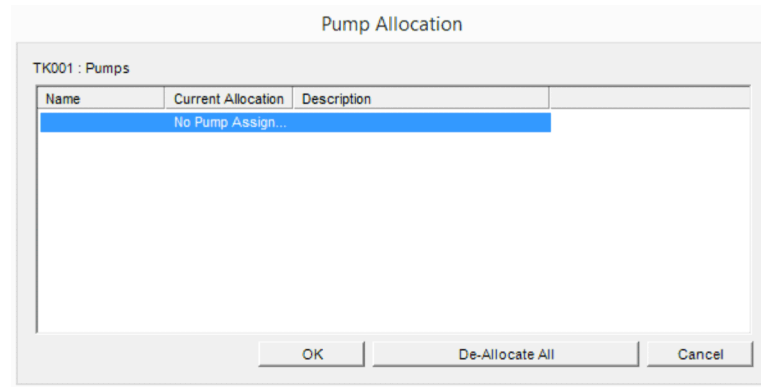 Pump Allocation
TK001 : Pumps
Name Current Allocation Description
No Pump Assign...
OK De-Allocate All Cancel